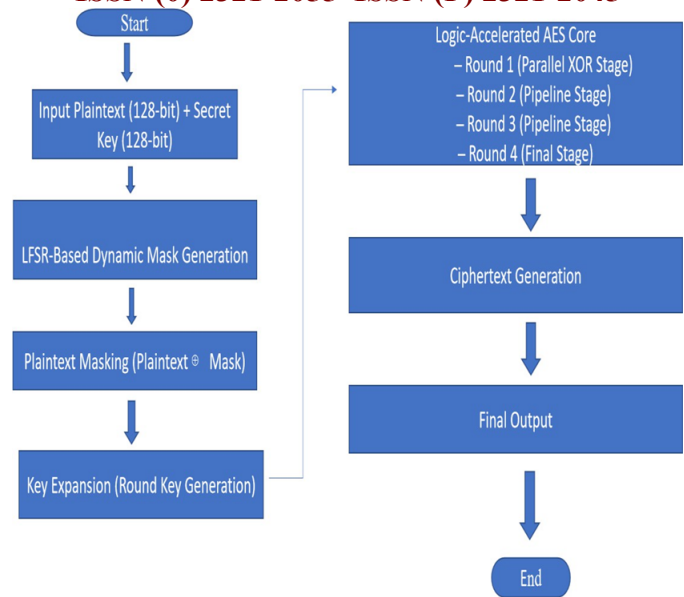 Start
Input Plaintext (128-bit) + Secret
Key (128-bit)
LFSR-Based Dynamic Mask Generation
Plaintext Masking (Plaintext ⊕ Mask)
Key Expansion (Round Key Generation)
Logic-Accelerated AES Core
– Round 1 (Parallel XOR Stage)
– Round 2 (Pipeline Stage)
– Round 3 (Pipeline Stage)
– Round 4 (Final Stage)
Ciphertext Generation
Final Output
End